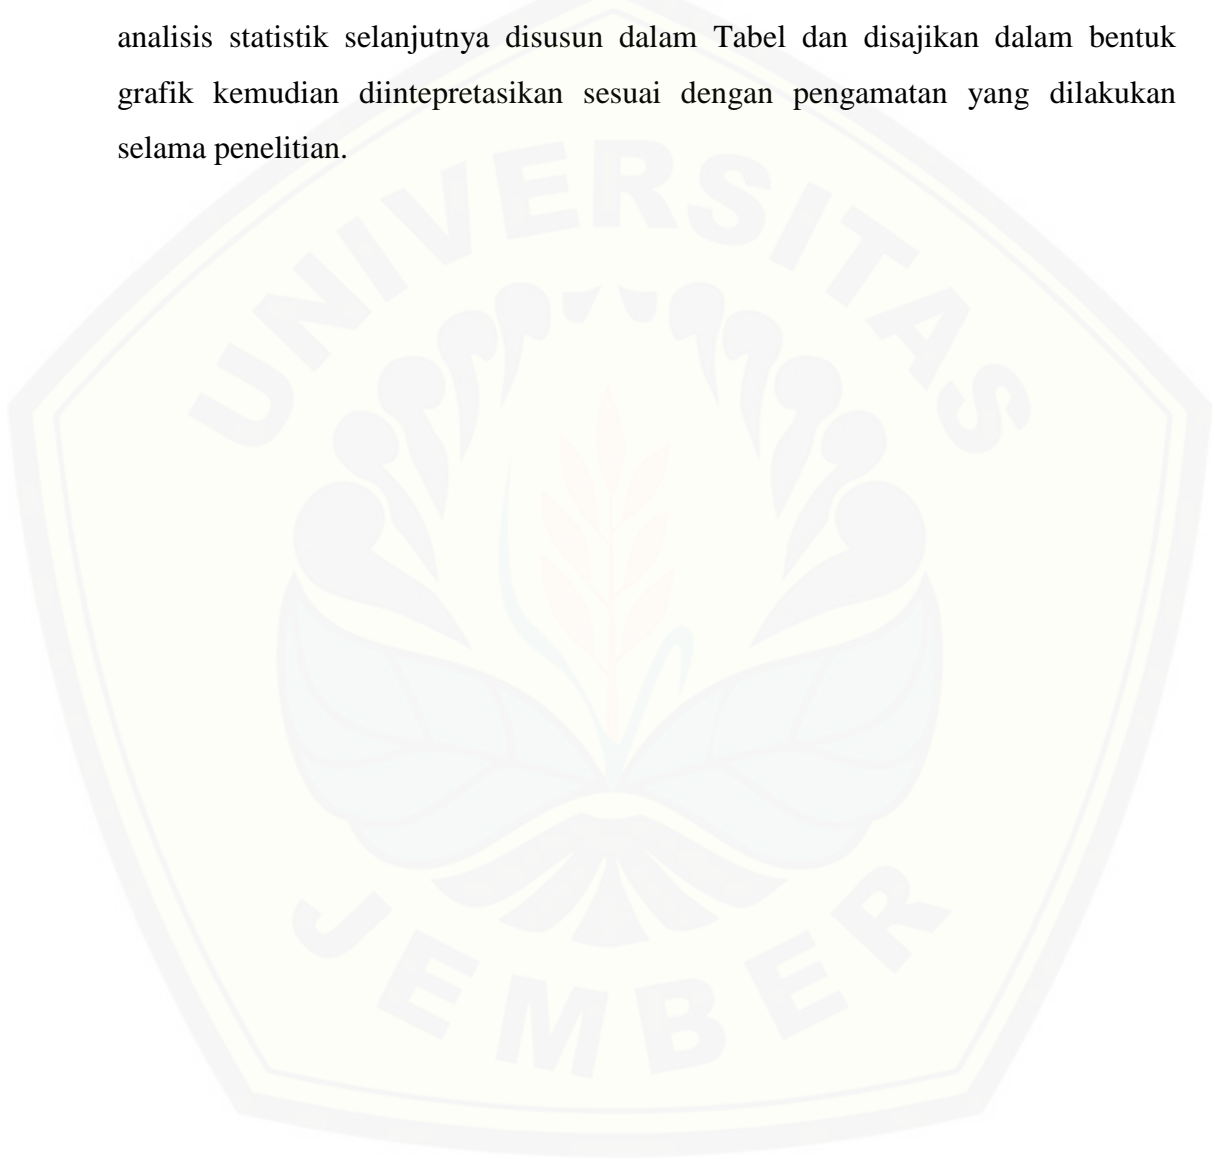 analisis statistik selanjutnya disusun dalam Tabel dan disajikan dalam bentuk
grafik kemudian diintepretasikan sesuai dengan pengamatan yang dilakukan
selama penelitian.
UNIVERSITAS
JEMBER